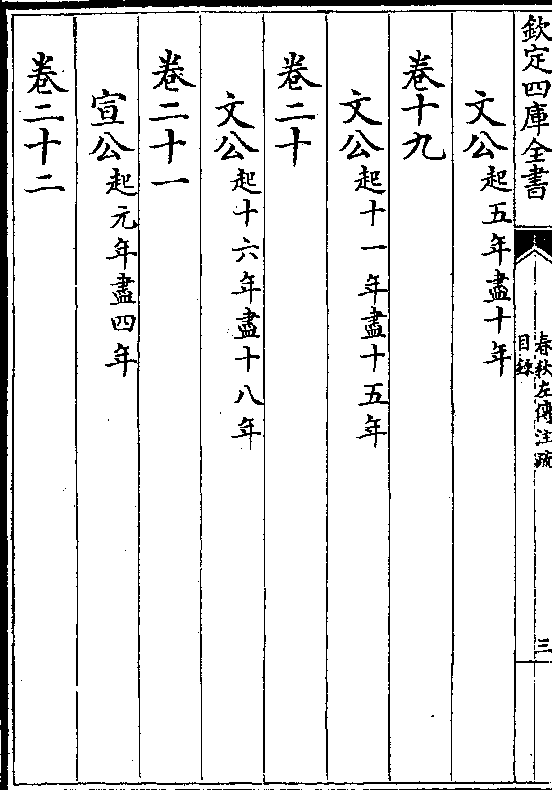 欽定四庫全書
春秋左傳注疏
目錄
三
文公起五年盡十年
卷十九
文公起十一年盡十五年
卷二十
文公起十六年盡十八年
卷二十一
宣公起元年盡四年
卷二十二